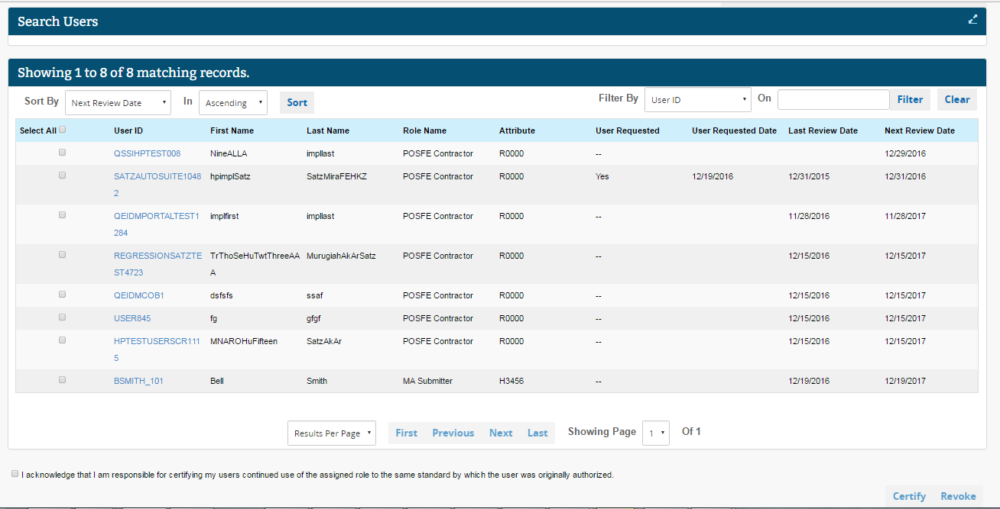 Search Users
Showing 1 to 8 of 8 matching records.
Sort By Next Review Date In Ascending Sort Filter By User ID On Filter Clear
Select All User ID First Name Last Name Role Name Attribute User Requested User Requested Date Last Review Date Next Review Date
QSSIHPTEST008 NineALLA impllast POSFE Contractor R0000 -- 12/29/2016
SATZAUTOSUITE1048 hpimplSatz SatzMiraFEHKZ POSFE Contractor R0000 Yes 12/19/2016 12/31/2015 12/31/2016
2
QEIDMPORTALTEST1 implfirst impllast POSFE Contractor R0000 -- 11/28/2016 11/28/2017
284
REGRESSIONSATZTE TrThoSeHuTwtThreeAA MurugiahAkArSatz POSFE Contractor R0000 -- 12/15/2016 12/15/2017
ST4723 A
QEIDMCOB1 dsfsfs ssaf POSFE Contractor R0000 -- 12/15/2016 12/15/2017
USER845 fg gfgf POSFE Contractor R0000 -- 12/15/2016 12/15/2017
HPTESTUSERSCR111 MNAROHuFifteen SatzAkAr POSFE Contractor R0000 -- 12/15/2016 12/15/2017
5
BSMITH_101 Bell Smith MA Submitter H3456 -- 12/19/2016 12/19/2017
Results Per Page First Previous Next Last Showing Page 1 Of 1
I acknowledge that I am responsible for certifying my users continued use of the assigned role to the same standard by which the user was originally authorized.
Certify Revoke